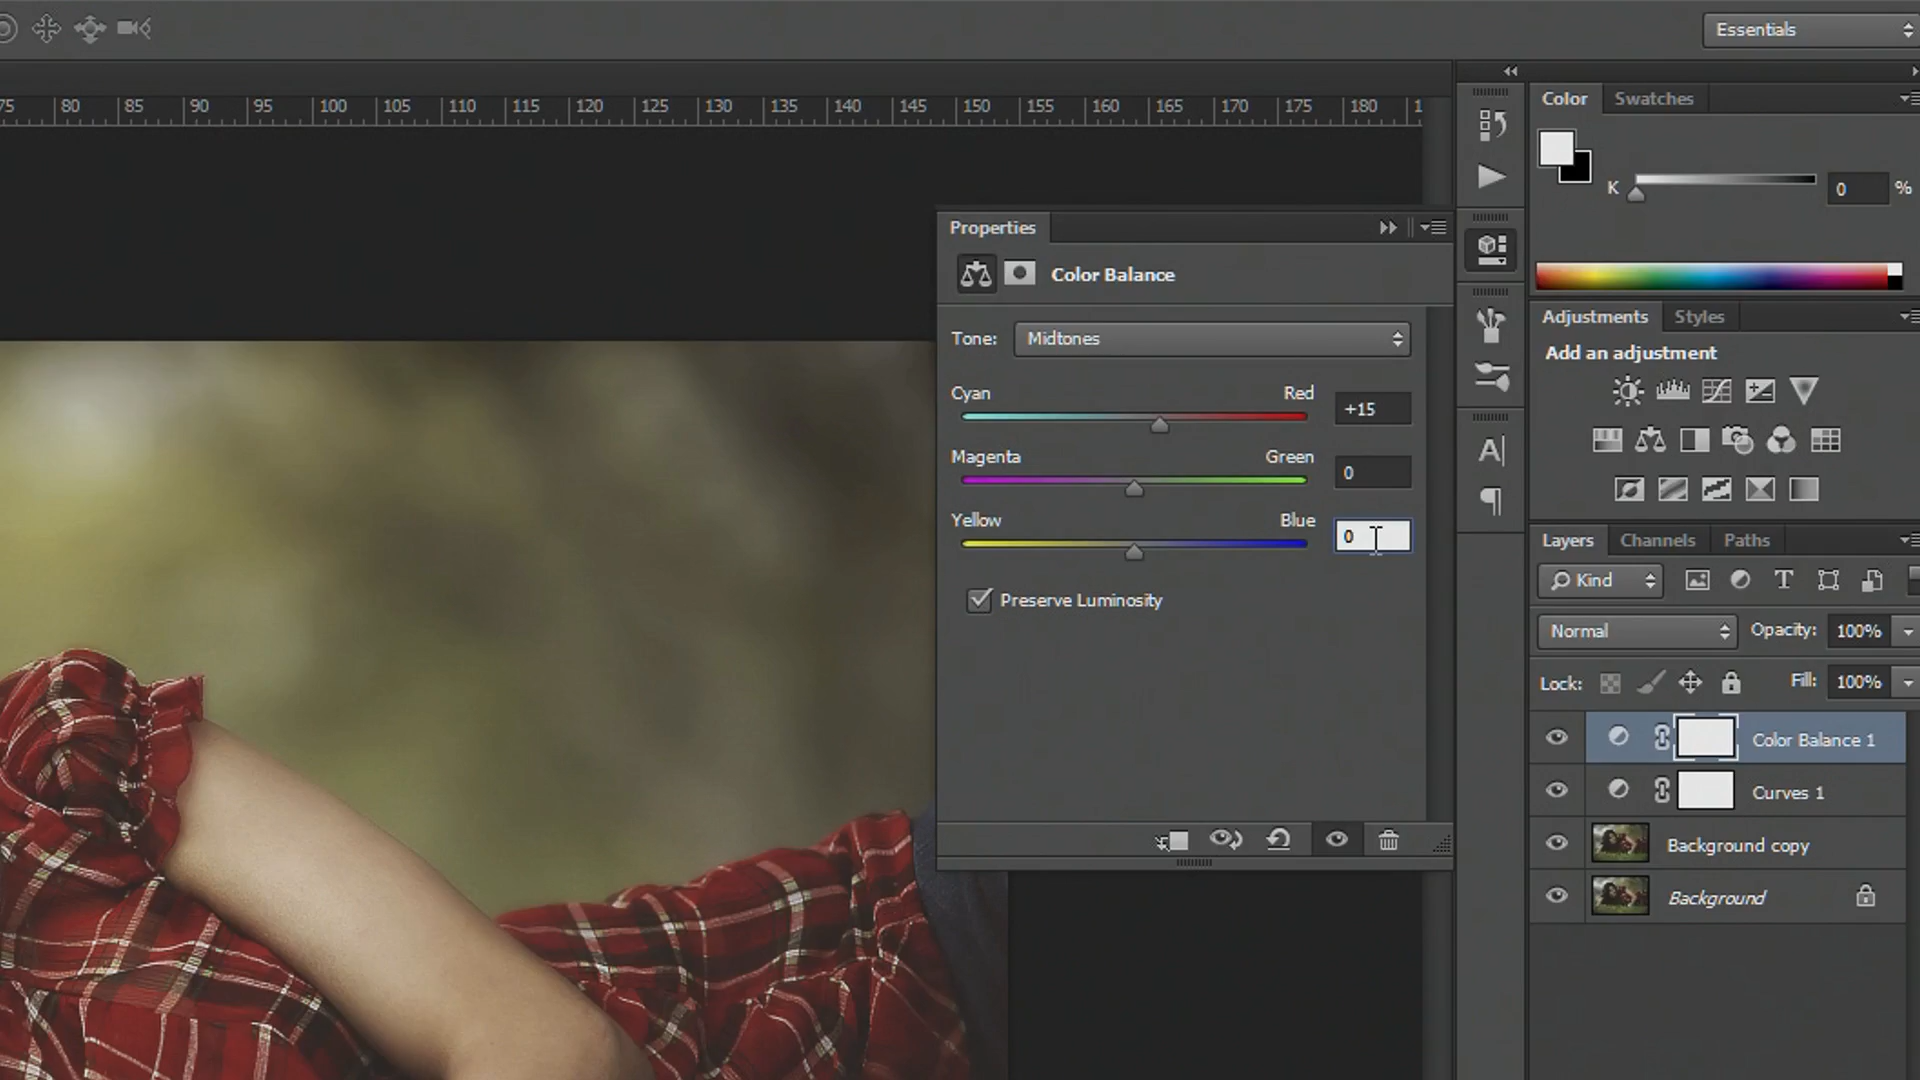 Essentials
75 80 85 90 95 100 105 110 115 120 125 130 135 140 145 150 155 160 165 170 175 180 1
Color Swatches
K 0 %
Properties
Color Balance
Tone: Midtones
Cyan Red +15
Magenta Green 0
Yellow Blue 0
Preserve Luminosity
Adjustments Styles
Add an adjustment
A
Layers Channels Paths
Kind T
Normal Opacity: 100%
Lock: Fill: 100%
Color Balance 1
Curves 1
Background copy
Background